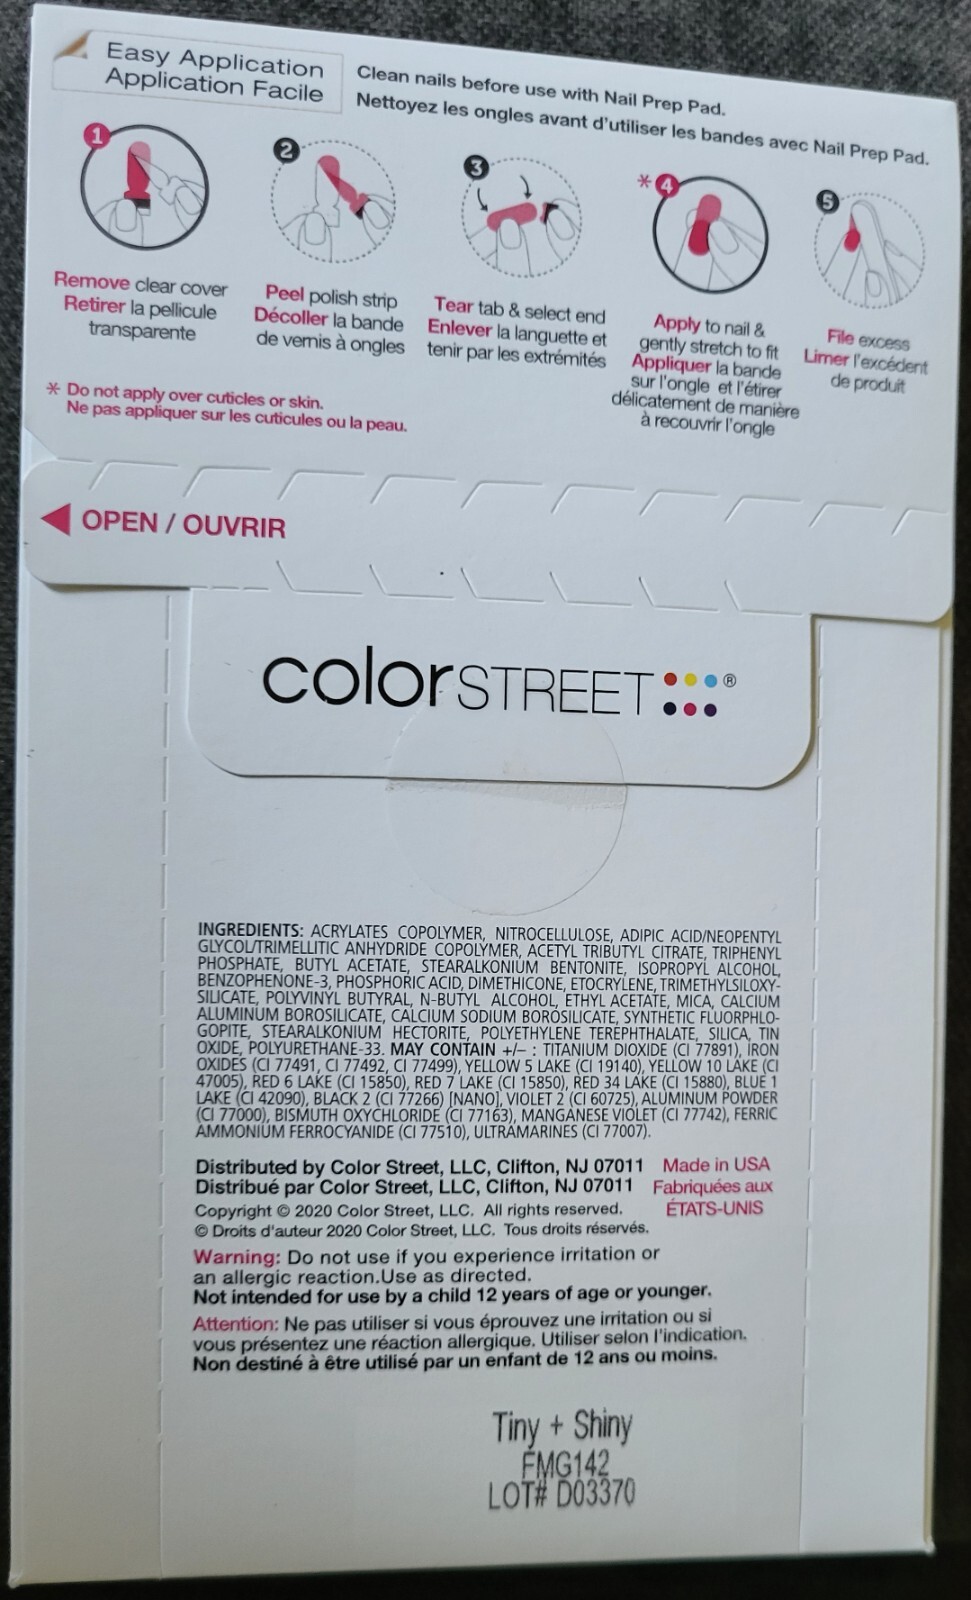 Easy Application
Application Facile
Clean nails before use with Nail Prep Pad.
Nettoyez les ongles avant d'utiliser les bandes avec Nail Prep Pad.
1
Remove clear cover
Retirer la pellicule
transparente
2
Peel polish strip
Décoller la bande
de vernis à ongles
3
Tear tab & select end
Enlever la languette et
tenir par les extrémités
* 4
Apply to nail &
gently stretch to fit
Appliquer la bande
sur l'ongle et l'étirer
délicatement de manière
à recouvrir l'ongle
5
File excess
Limer l'excédent
de produit
* Do not apply over cuticles or skin.
Ne pas appliquer sur les cuticules ou la peau.
OPEN / OUVRIR
colorSTREET ®
INGREDIENTS: ACRYLATES COPOLYMER, NITROCELLULOSE, ADIPIC ACID/NEOPENTYL
GLYCOL/TRIMELLITIC ANHYDRIDE COPOLYMER, ACETYL TRIBUTYL CITRATE, TRIPHENYL
PHOSPHATE, BUTYL ACETATE, STEARALKONIUM BENTONITE, ISOPROPYL ALCOHOL,
BENZOPHENONE-3, PHOSPHORIC ACID, DIMETHICONE, ETOCRYLENE, TRIMETHYLSILOXY-
SILICATE, POLYVINYL BUTYRAL, N-BUTYL ALCOHOL, ETHYL ACETATE, MICA, CALCIUM
ALUMINUM BOROSILICATE, CALCIUM SODIUM BOROSILICATE, SYNTHETIC FLUORPHLO-
GOPITE, STEARALKONIUM HECTORITE, POLYETHYLENE TEREPHTHALATE, SILICA, TIN
OXIDE, POLYURETHANE-33. MAY CONTAIN +/– : TITANIUM DIOXIDE (CI 77891), IRON
OXIDES (CI 77491, CI 77492, CI 77499), YELLOW 5 LAKE (CI 19140), YELLOW 10 LAKE (CI
47005), RED 6 LAKE (CI 15850), RED 7 LAKE (CI 15850), RED 34 LAKE (CI 15880), BLUE 1
LAKE (CI 42090), BLACK 2 (CI 77266) [NANO], VIOLET 2 (CI 60725), ALUMINUM POWDER
(CI 77000), BISMUTH OXYCHLORIDE (CI 77163), MANGANESE VIOLET (CI 77742), FERRIC
AMMONIUM FERROCYANIDE (CI 77510), ULTRAMARINES (CI 77007).
Distributed by Color Street, LLC, Clifton, NJ 07011
Distribué par Color Street, LLC, Clifton, NJ 07011
Made in USA
Fabriquées aux
ÉTATS-UNIS
Copyright © 2020 Color Street, LLC. All rights reserved.
© Droits d'auteur 2020 Color Street, LLC. Tous droits réservés.
Warning: Do not use if you experience irritation or
an allergic reaction.Use as directed.
Not intended for use by a child 12 years of age or younger.
Attention: Ne pas utiliser si vous éprouvez une irritation ou si
vous présentez une réaction allergique. Utiliser selon l'indication.
Non destiné à être utilisé par un enfant de 12 ans ou moins.
Tiny + Shiny
FMG142
LOT# D03370